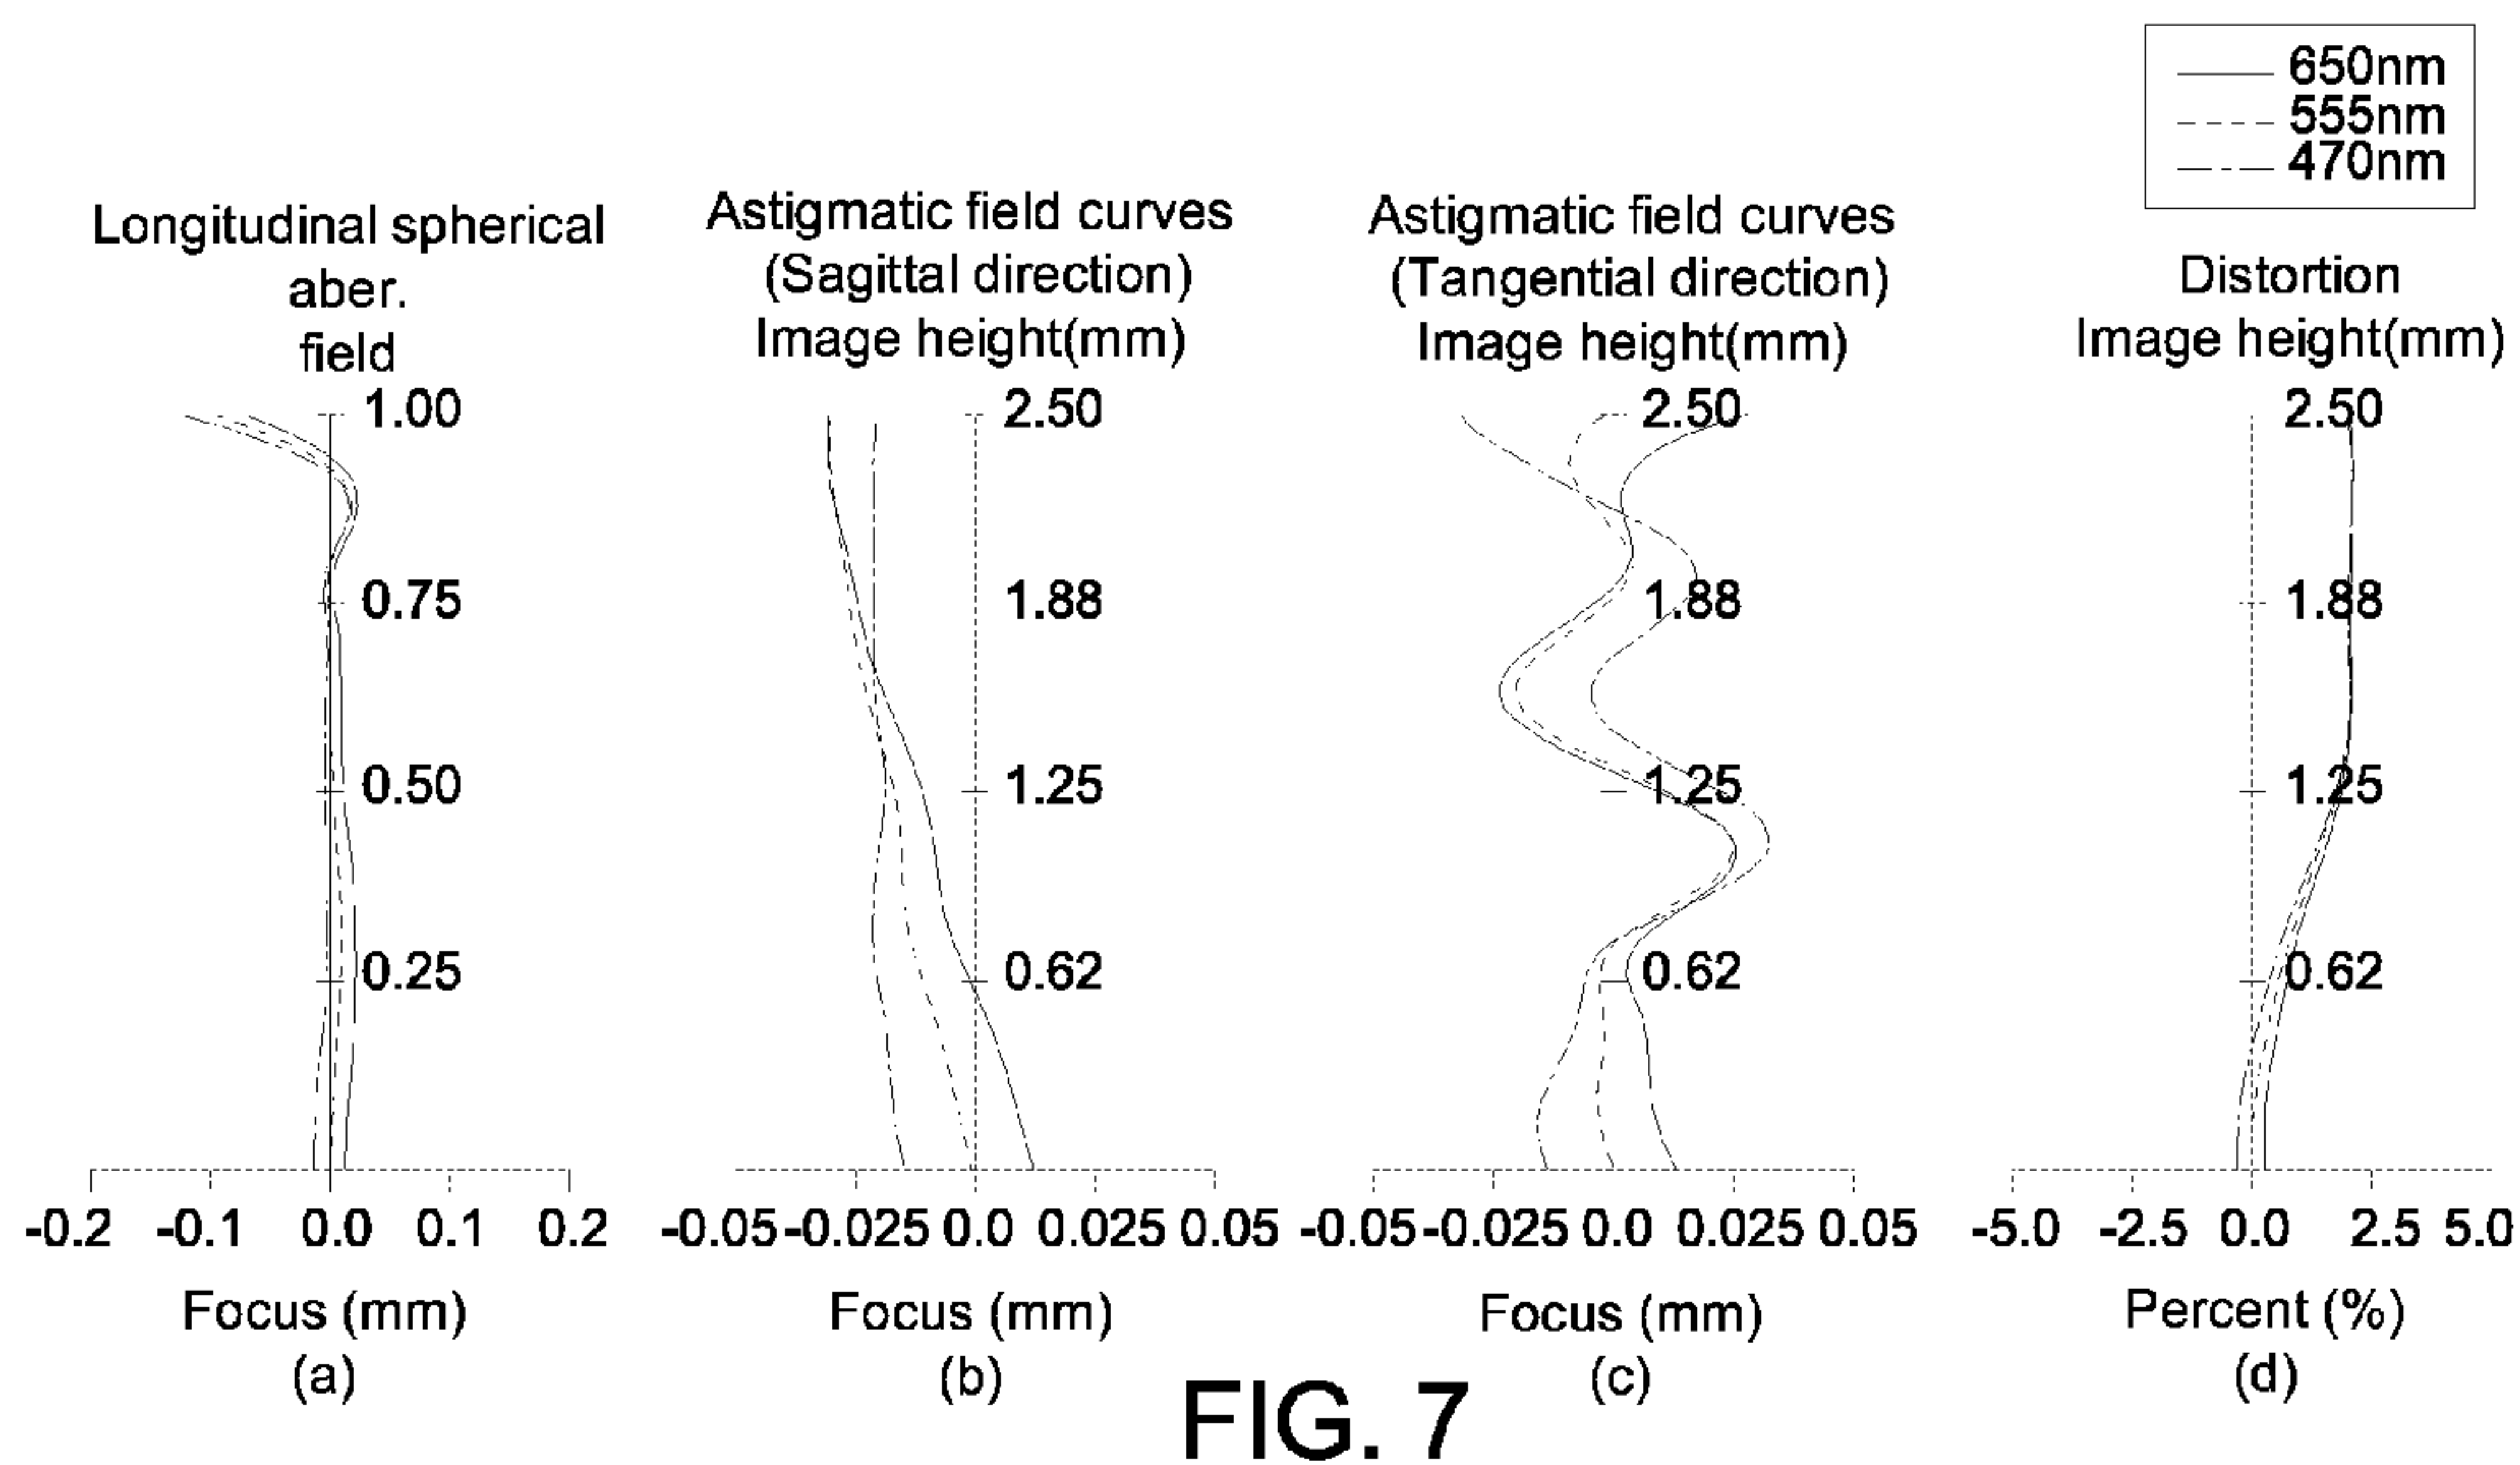 650nm
555nm
470nm
Longitudinal spherical
aber.
field
1.00
0.75
0.50
0.25
-0.2 -0.1 0.0 0.1 0.2
Focus (mm)
(a)
Astigmatic field curves
(Sagittal direction)
Image height(mm)
2.50
1.88
1.25
0.62
-0.05 -0.025 0.0 0.025 0.05
Focus (mm)
(b)
Astigmatic field curves
(Tangential direction)
Image height(mm)
2.50
1.88
1.25
0.62
-0.05 -0.025 0.0 0.025 0.05
Focus (mm)
(c)
Distortion
Image height(mm)
2.50
1.88
1.25
0.62
-5.0 -2.5 0.0 2.5 5.0
Percent (%)
(d)
FIG. 7